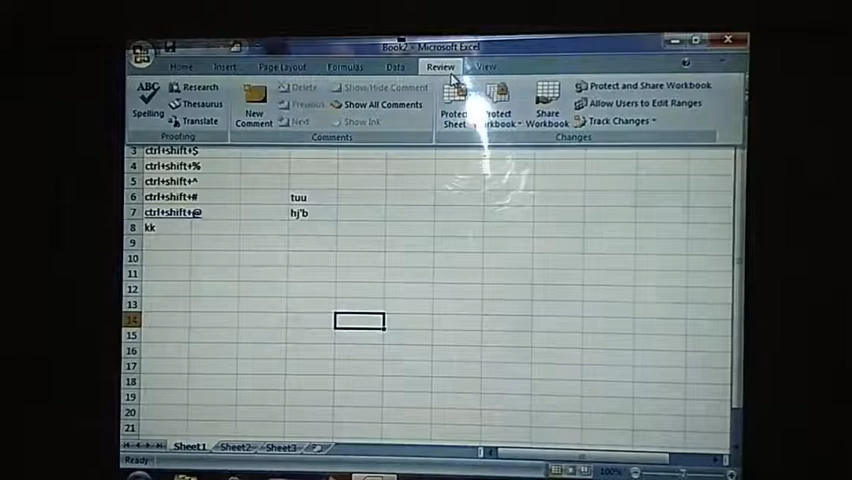 Book2 - Microsoft Excel
Home Insert Page Layout Formulas Data Review View
ABC
Spelling
Research
Thesaurus
Translate
Proofing
New
Comment
Delete
Previous
Next
Show/Hide Comment
Show All Comments
Show Ink
Comments
Protect
Sheet
Protect
Workbook
Share
Workbook
Protect and Share Workbook
Allow Users to Edit Ranges
Track Changes
Changes
3 ctrl+shift+$
4 ctrl+shift+%
5 ctrl+shift+^
6 ctrl+shift+# tuu
7 ctrl+shift+@ hj'b
8 kk
9
10
11
12
13
14
15
16
17
18
19
20
21
Sheet1 Sheet2 Sheet3
Ready 100%